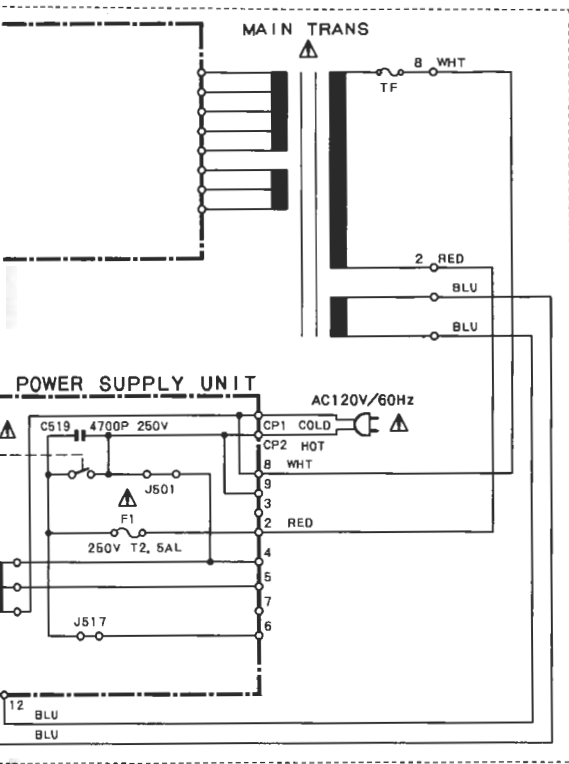 MAIN TRANS
8 WHT
TF
2 RED
BLU
BLU
POWER SUPPLY UNIT
AC120V/60Hz
C519 4700P 250V
CP1 COLD
CP2 HOT
8 WHT
J501
9
3
F1
2 RED
250V T2.5AL
4
5
7
J517
6
12
BLU
BLU